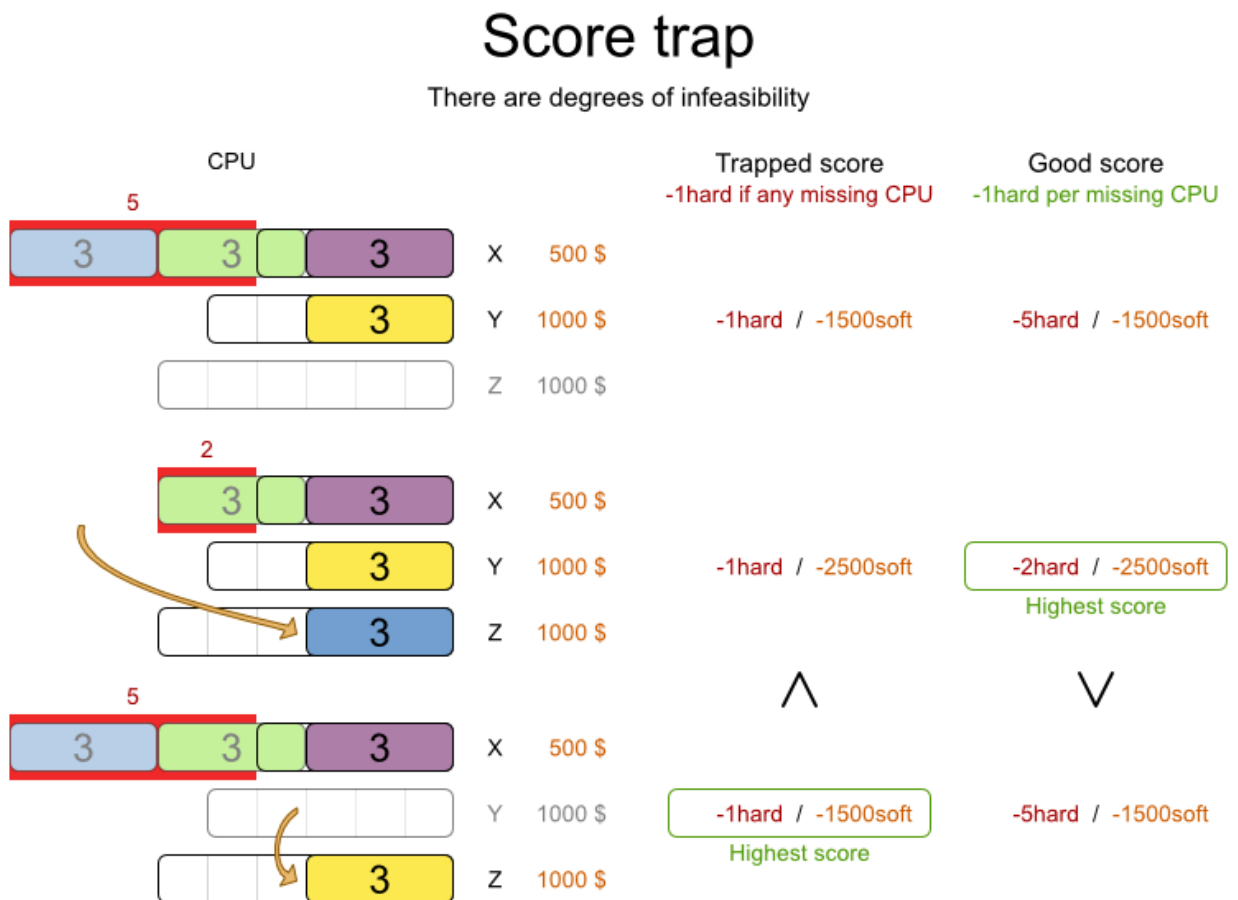 Score trap
There are degrees of infeasibility
CPU Trapped score Good score
-1hard if any missing CPU -1hard per missing CPU
5
3 3 3 X 500 $
3 Y 1000 $ -1hard / -1500soft -5hard / -1500soft
Z 1000 $
2
3 3 X 500 $
3 Y 1000 $ -1hard / -2500soft -2hard / -2500soft
Highest score
3 Z 1000 $
5
3 3 3 X 500 $
Y 1000 $ -1hard / -1500soft -5hard / -1500soft
Highest score
3 Z 1000 $